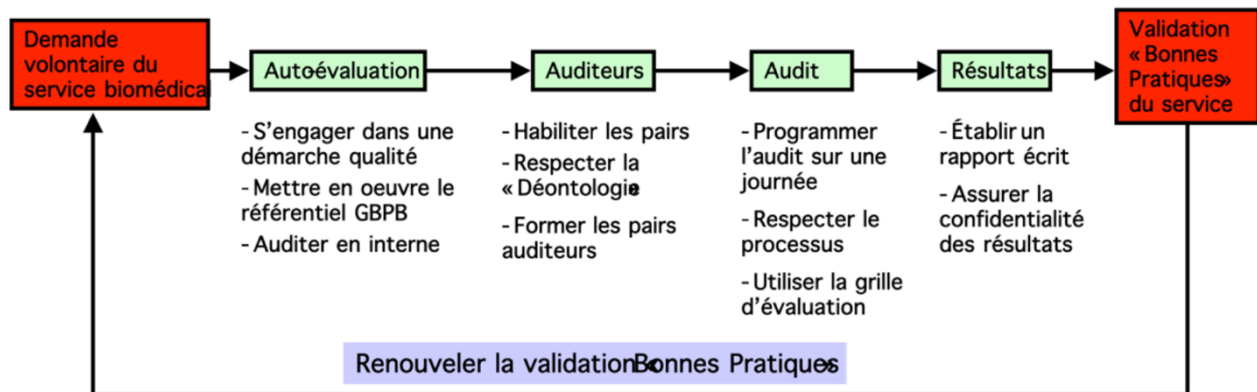 Demande
volontaire du
service biomédica
Auto-évaluation
- S'engager dans une
démarche qualité
- Mettre en oeuvre le
référentiel GBPB
- Auditer en interne
Auditeurs
- Habiliter les pairs
- Respecter la
« Déontologie»
- Former les pairs
auditeurs
Audit
- Programmer
l'audit sur une
journée
- Respecter le
processus
- Utiliser la grille
d'évaluation
Résultats
- Établir un
rapport écrit
- Assurer la
confidentialité
des résultats
Validation
« Bonnes
Pratiques»
du service
Renouveler la validation «Bonnes Pratiques»